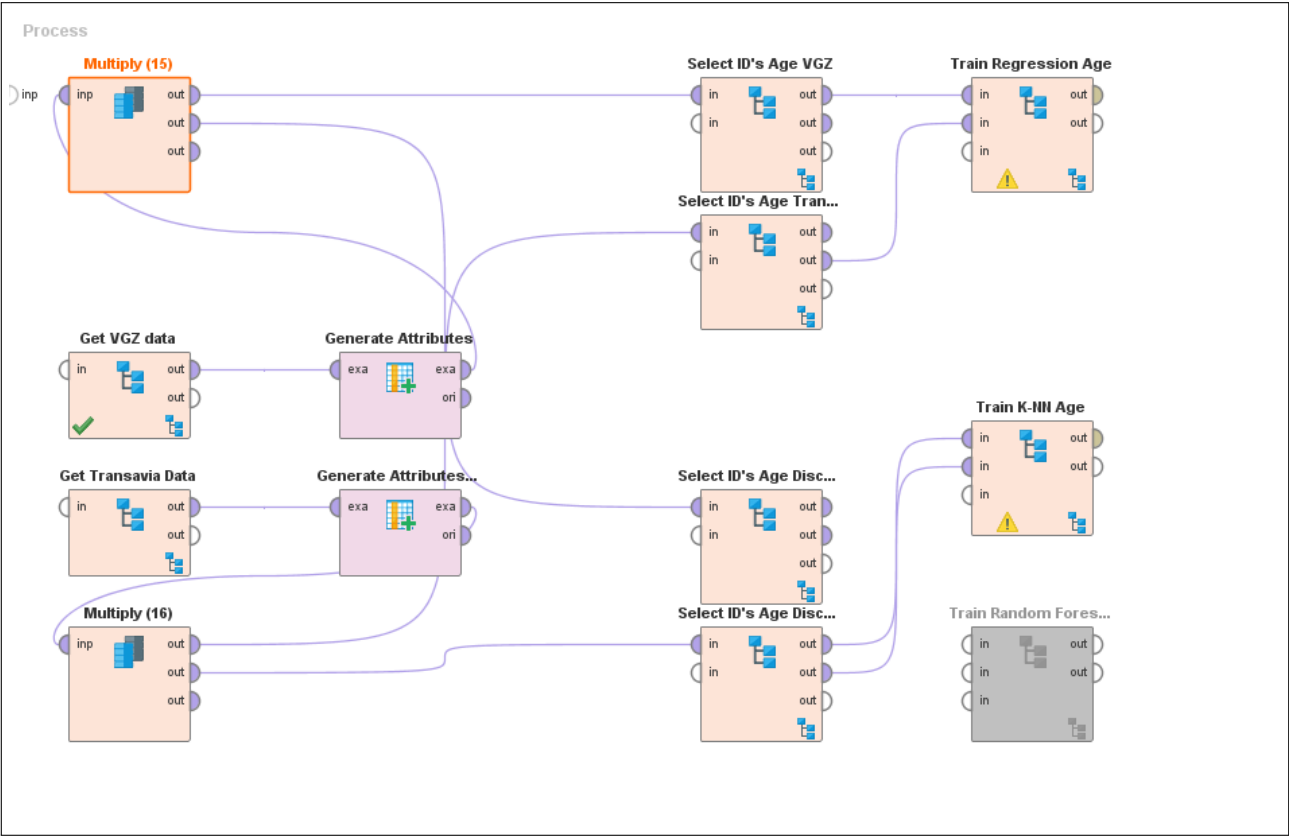 Process
Multiply (15)
Select ID's Age VGZ
Train Regression Age
inp
inp out
out
out
in out
in out
out
in out
in out
in
Select ID's Age Tran...
in out
in out
out
Get VGZ data
Generate Attributes
in out
out
exa exa
ori
Train K-NN Age
in out
in out
in
Get Transavia Data
Generate Attributes...
Select ID's Age Disc...
in out
out
exa exa
ori
in out
in out
out
Multiply (16)
Select ID's Age Disc...
Train Random Fores...
inp out
out
out
in out
in out
out
in out
in out
in